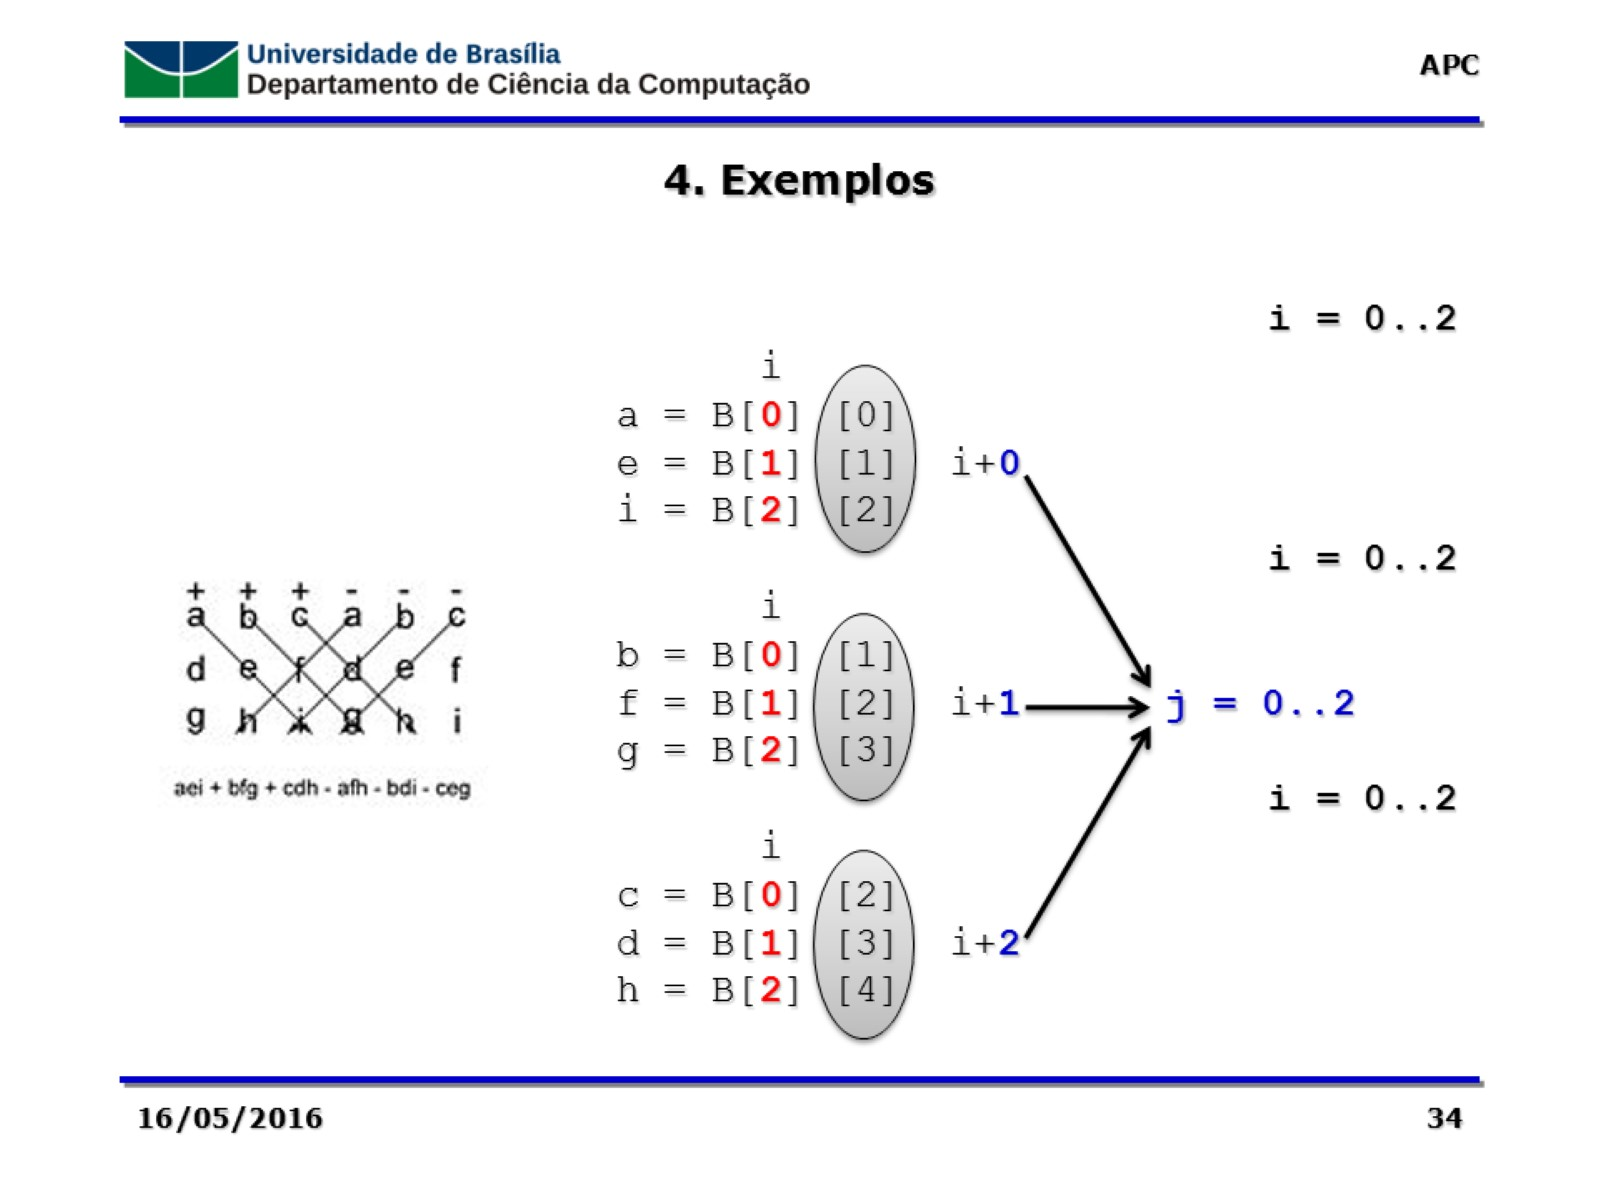 Universidade de Brasília
Departamento de Ciência da Computação
APC
4. Exemplos
i = 0..2
i
a = B[0] [0]
e = B[1] [1] i+0
i = B[2] [2]
i = 0..2
i
b = B[0] [1]
f = B[1] [2] i+1 j = 0..2
g = B[2] [3]
i = 0..2
i
c = B[0] [2]
d = B[1] [3] i+2
h = B[2] [4]
+ + + - - -
a b c a b c
d e f d e f
g h i g h i
aei + bfg + cdh - afh - bdi - ceg
16/05/2016
34